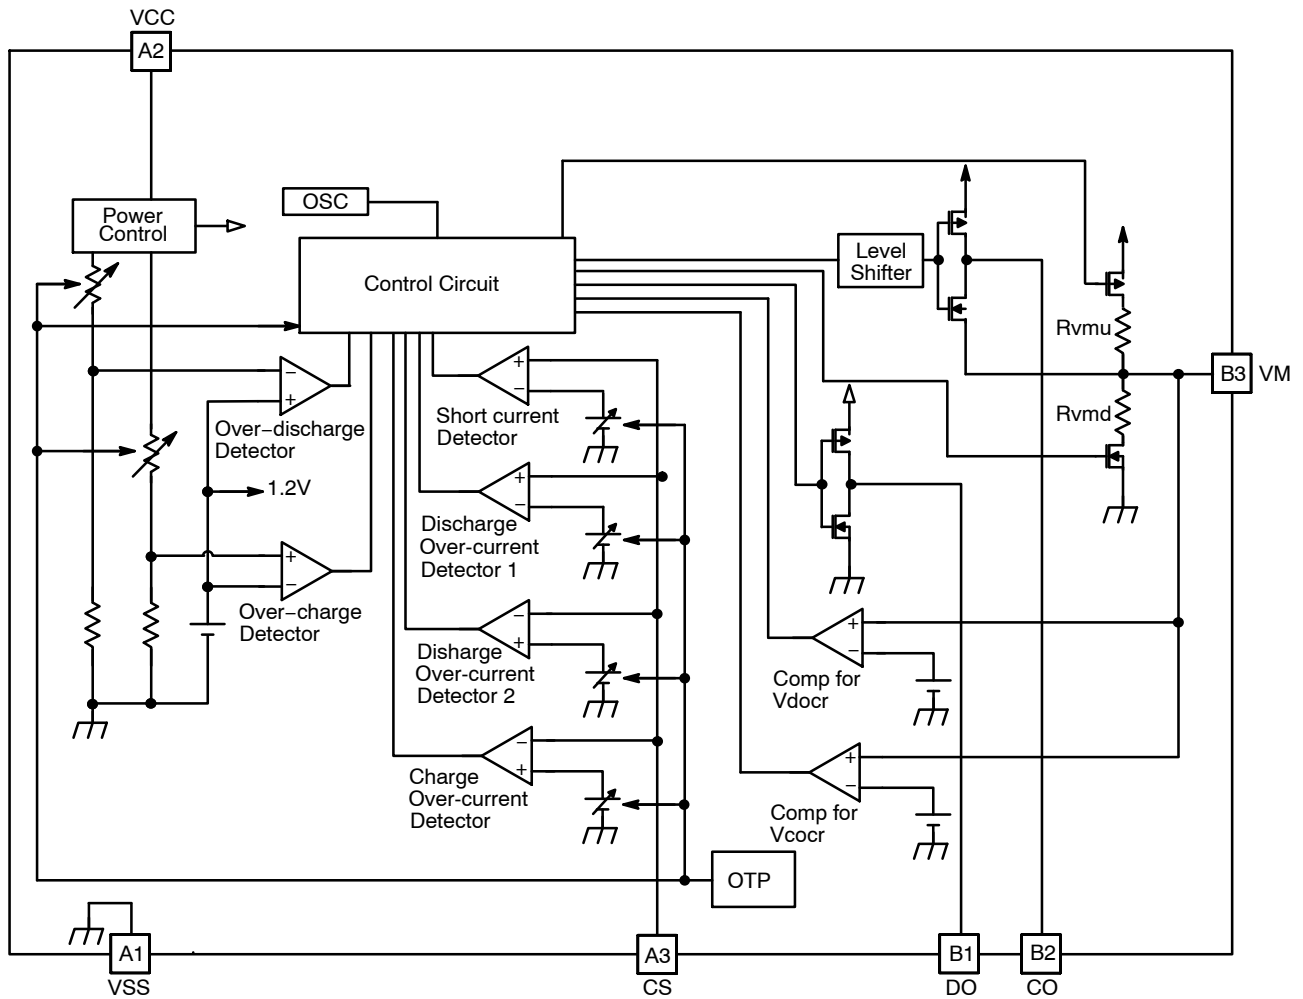 VCC
A2
OSC
Power
Control
Control Circuit
Level
Shifter
Rvmu
B3 VM
Rvmd
−
+
Over−discharge
Detector
+
−
Short current
Detector
1.2V
+
−
Discharge
Over-current
Detector 1
+
−
Over−charge
Detector
−
+
Disharge
Over-current
Detector 2
+
−
Comp for
Vdocr
−
+
Charge
Over-current
Detector
+
−
Comp for
Vcocr
OTP
A1
A3
B1
B2
VSS
CS
DO
CO